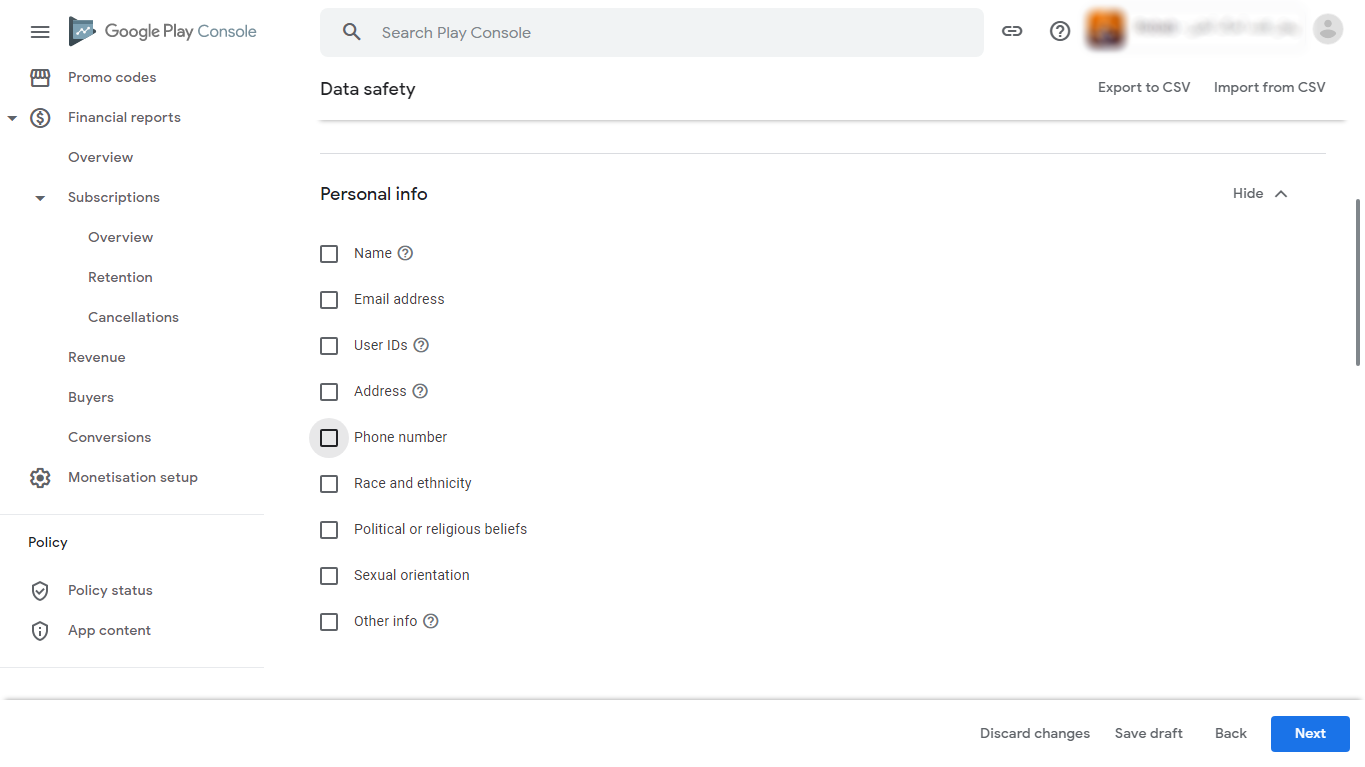 Google Play Console
Search Play Console
Promo codes
Financial reports
Overview
Subscriptions
Overview
Retention
Cancellations
Revenue
Buyers
Conversions
Monetisation setup
Policy
Policy status
App content
Data safety
Export to CSV
Import from CSV
Personal info
Hide
Name
Email address
User IDs
Address
Phone number
Race and ethnicity
Political or religious beliefs
Sexual orientation
Other info
Discard changes
Save draft
Back
Next